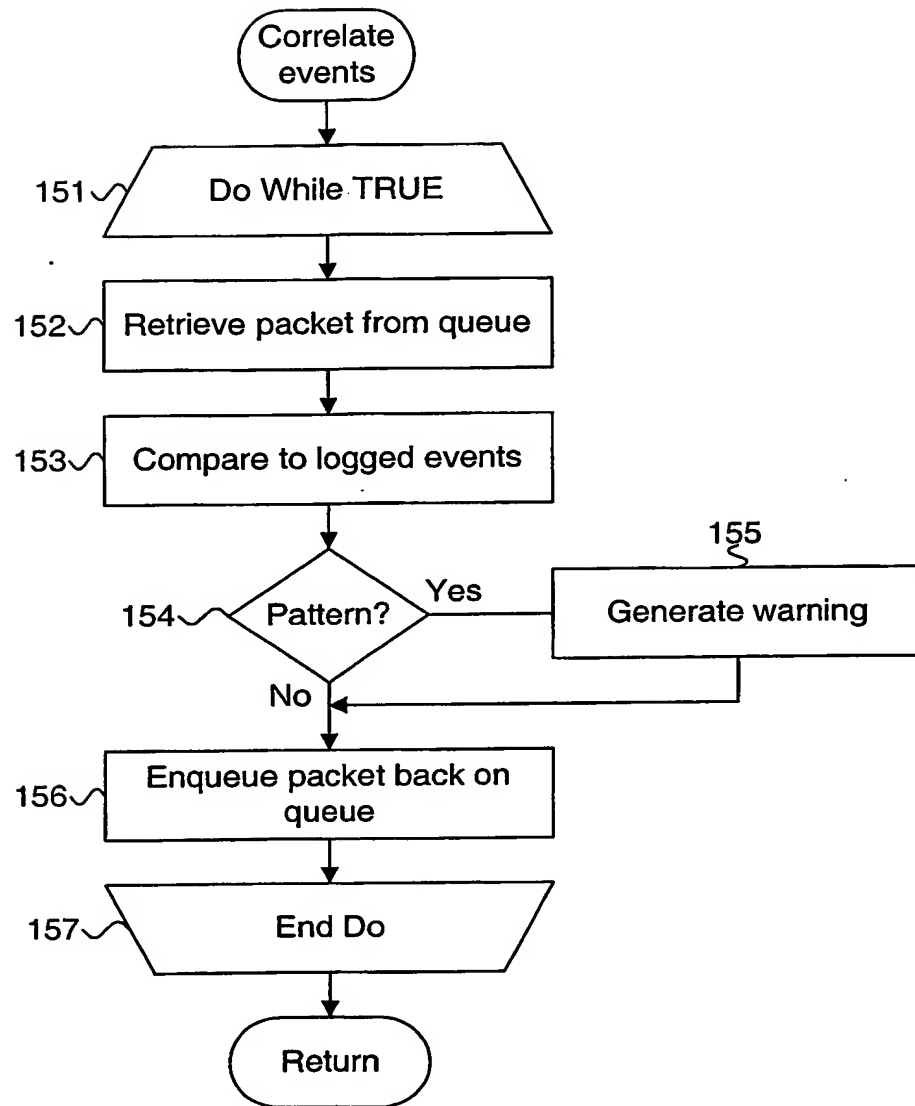 Correlate
events
151
Do While TRUE
152
Retrieve packet from queue
153
Compare to logged events
155
154
Pattern?
Yes
Generate warning
No
156
Enqueue packet back on
queue
157
End Do
Return